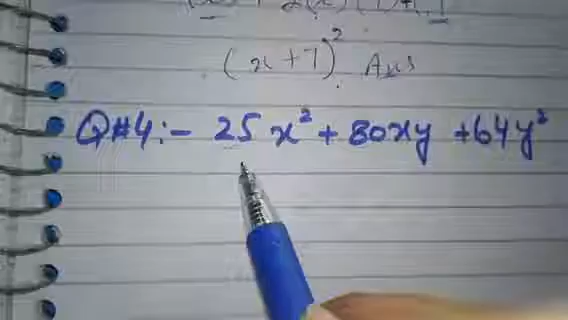 (x+7)² Ans
Q#4:- 25x² + 80xy + 64y²